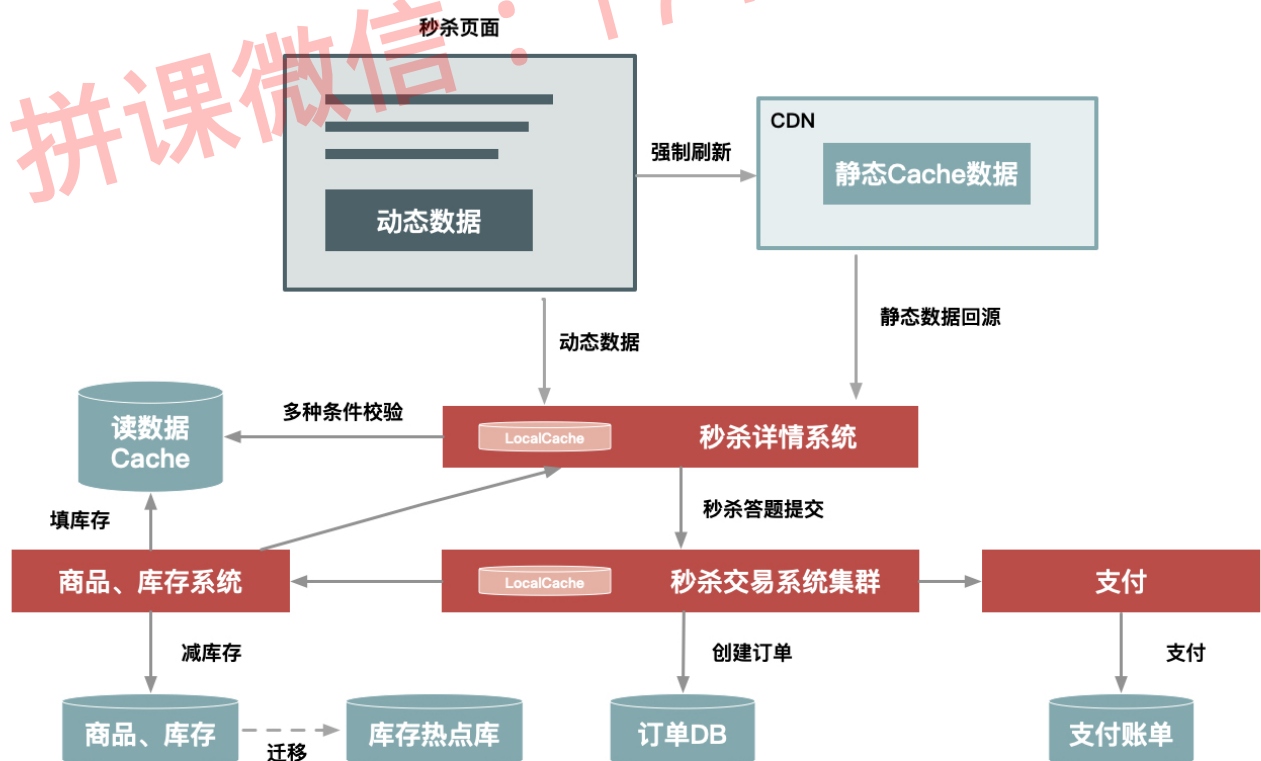 秒杀页面
拼课微信：
CDN
静态Cache数据
强制刷新
动态数据
静态数据回源
动态数据
多种条件校验
读数据
Cache
LocalCache
秒杀详情系统
填库存
秒杀答题提交
商品、库存系统
LocalCache
秒杀交易系统集群
支付
减库存
创建订单
支付
商品、库存
迁移
库存热点库
订单DB
支付账单